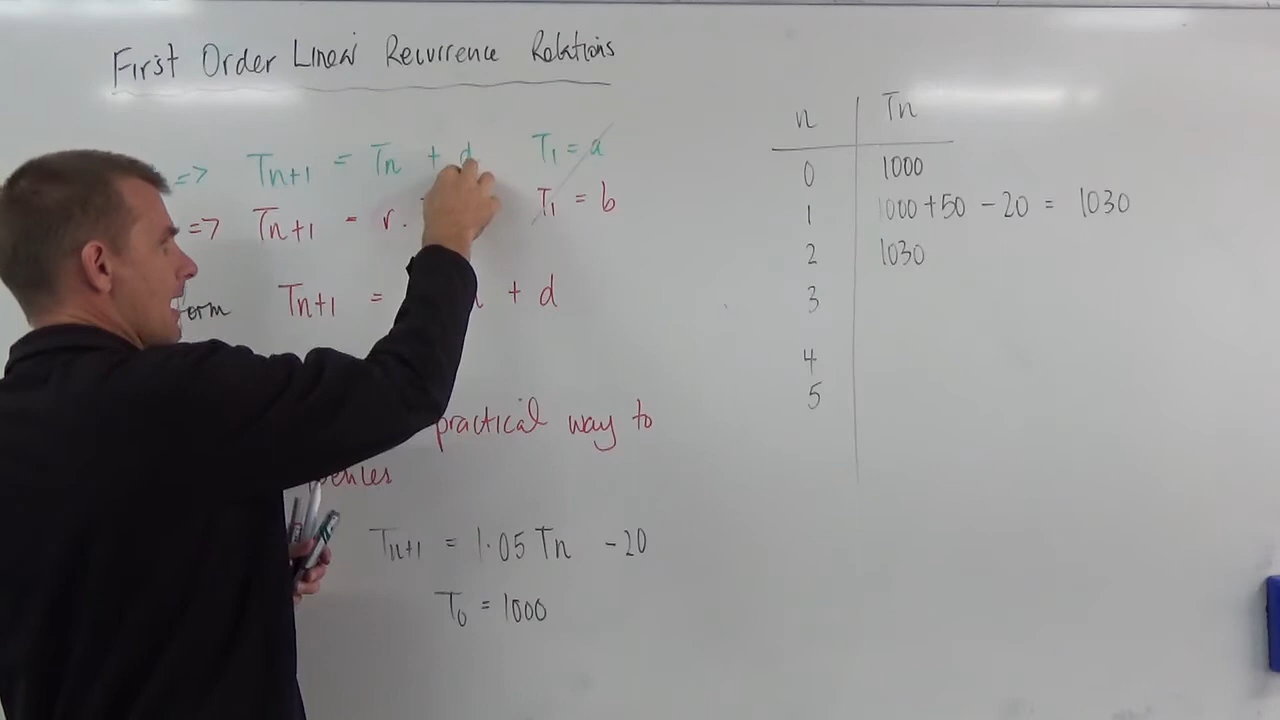 First Order Linear Recurrence Relations
=> Tn+1 = Tn + d T1 = a
=> Tn+1 = r. T1 = b
Tn+1 = + d
practical way to
Tn+1 = 1.05 Tn - 20
T0 = 1000
n Tn
0 1000
1 1000 + 50 - 20 = 1030
2 1030
3
4
5